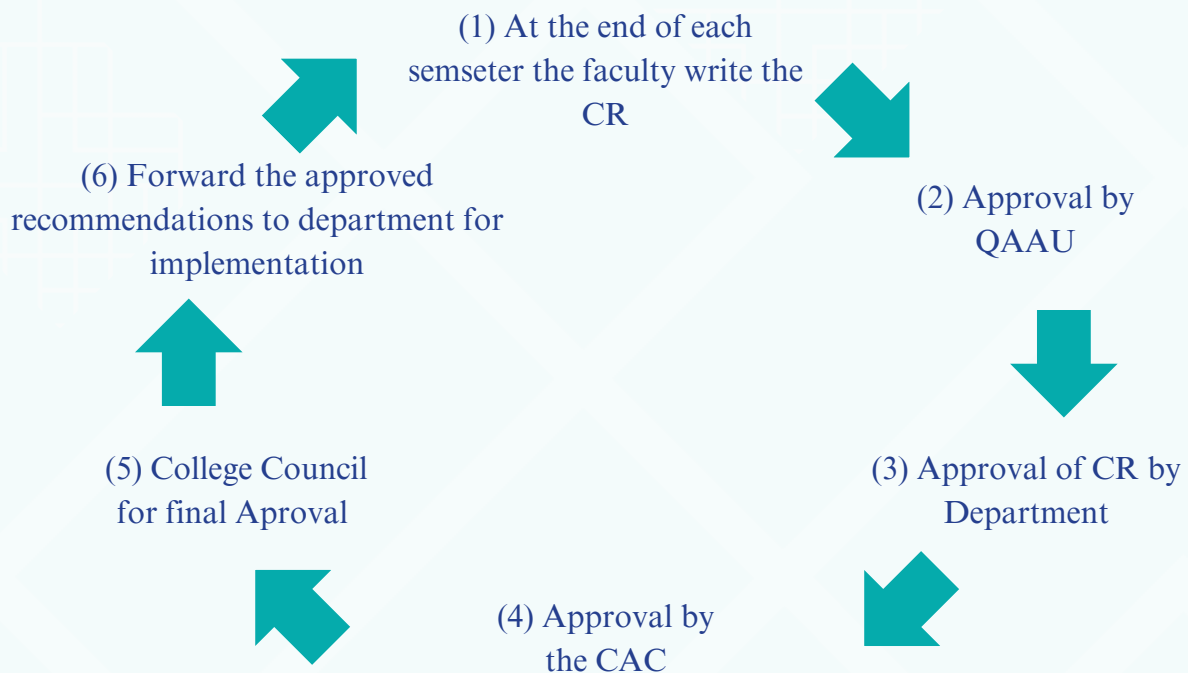 (1) At the end of each
semseter the faculty write the
CR
(2) Approval by
QAAU
(3) Approval of CR by
Department
(4) Approval by
the CAC
(5) College Council
for final Aproval
(6) Forward the approved
recommendations to department for
implementation